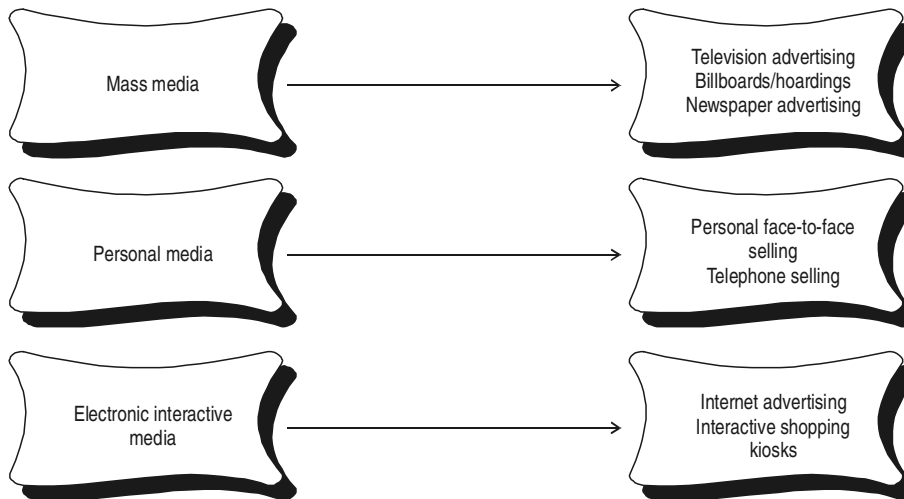 Mass media
Television advertising
Billboards/hoardings
Newspaper advertising
Personal media
Personal face-to-face
selling
Telephone selling
Electronic interactive
media
Internet advertising
Interactive shopping
kiosks